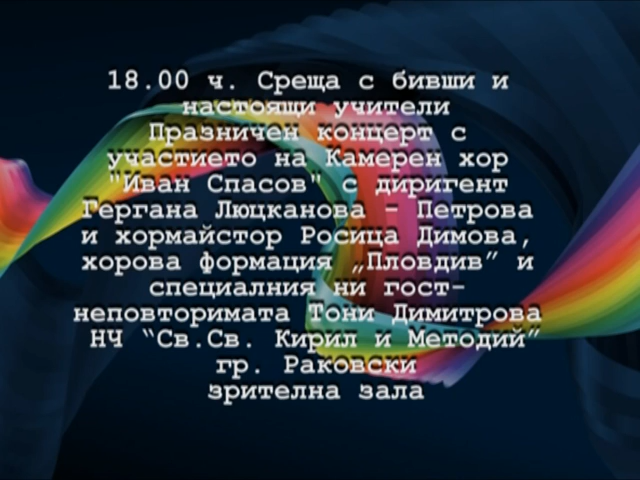 18.00 ч. Среща с бивши и
настоящи учители
Празничен концерт с
участието на Камерен хор
"Иван Спасов" с диригент
Гергана Люцканова - Петрова
и хормайстор Росица Димова,
хорова формация „Пловдив” и
специалния ни гост-
неповторимата Тони Димитрова
НЧ “Св.Св. Кирил и Методий”
гр. Раковски
зрителна зала